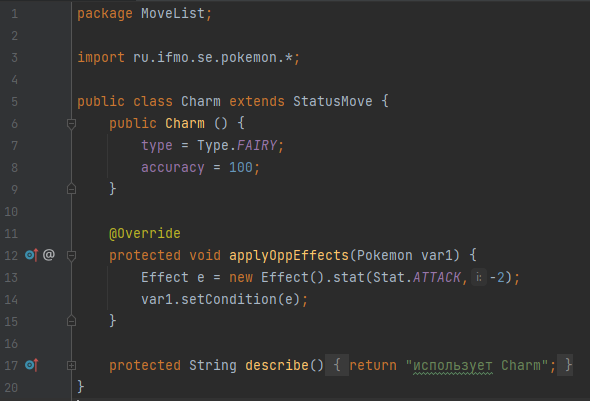 1 package MoveList;
2
3 import ru.ifmo.se.pokemon.*;
4
5 public class Charm extends StatusMove {
6 public Charm () {
7 type = Type.FAIRY;
8 accuracy = 100;
9 }
10
11 @Override
12 @ protected void applyOppEffects(Pokemon var1) {
13 Effect e = new Effect().stat(Stat.ATTACK, i: -2);
14 var1.setCondition(e);
15 }
16
17 protected String describe() { return "использует Charm"; }
20 }